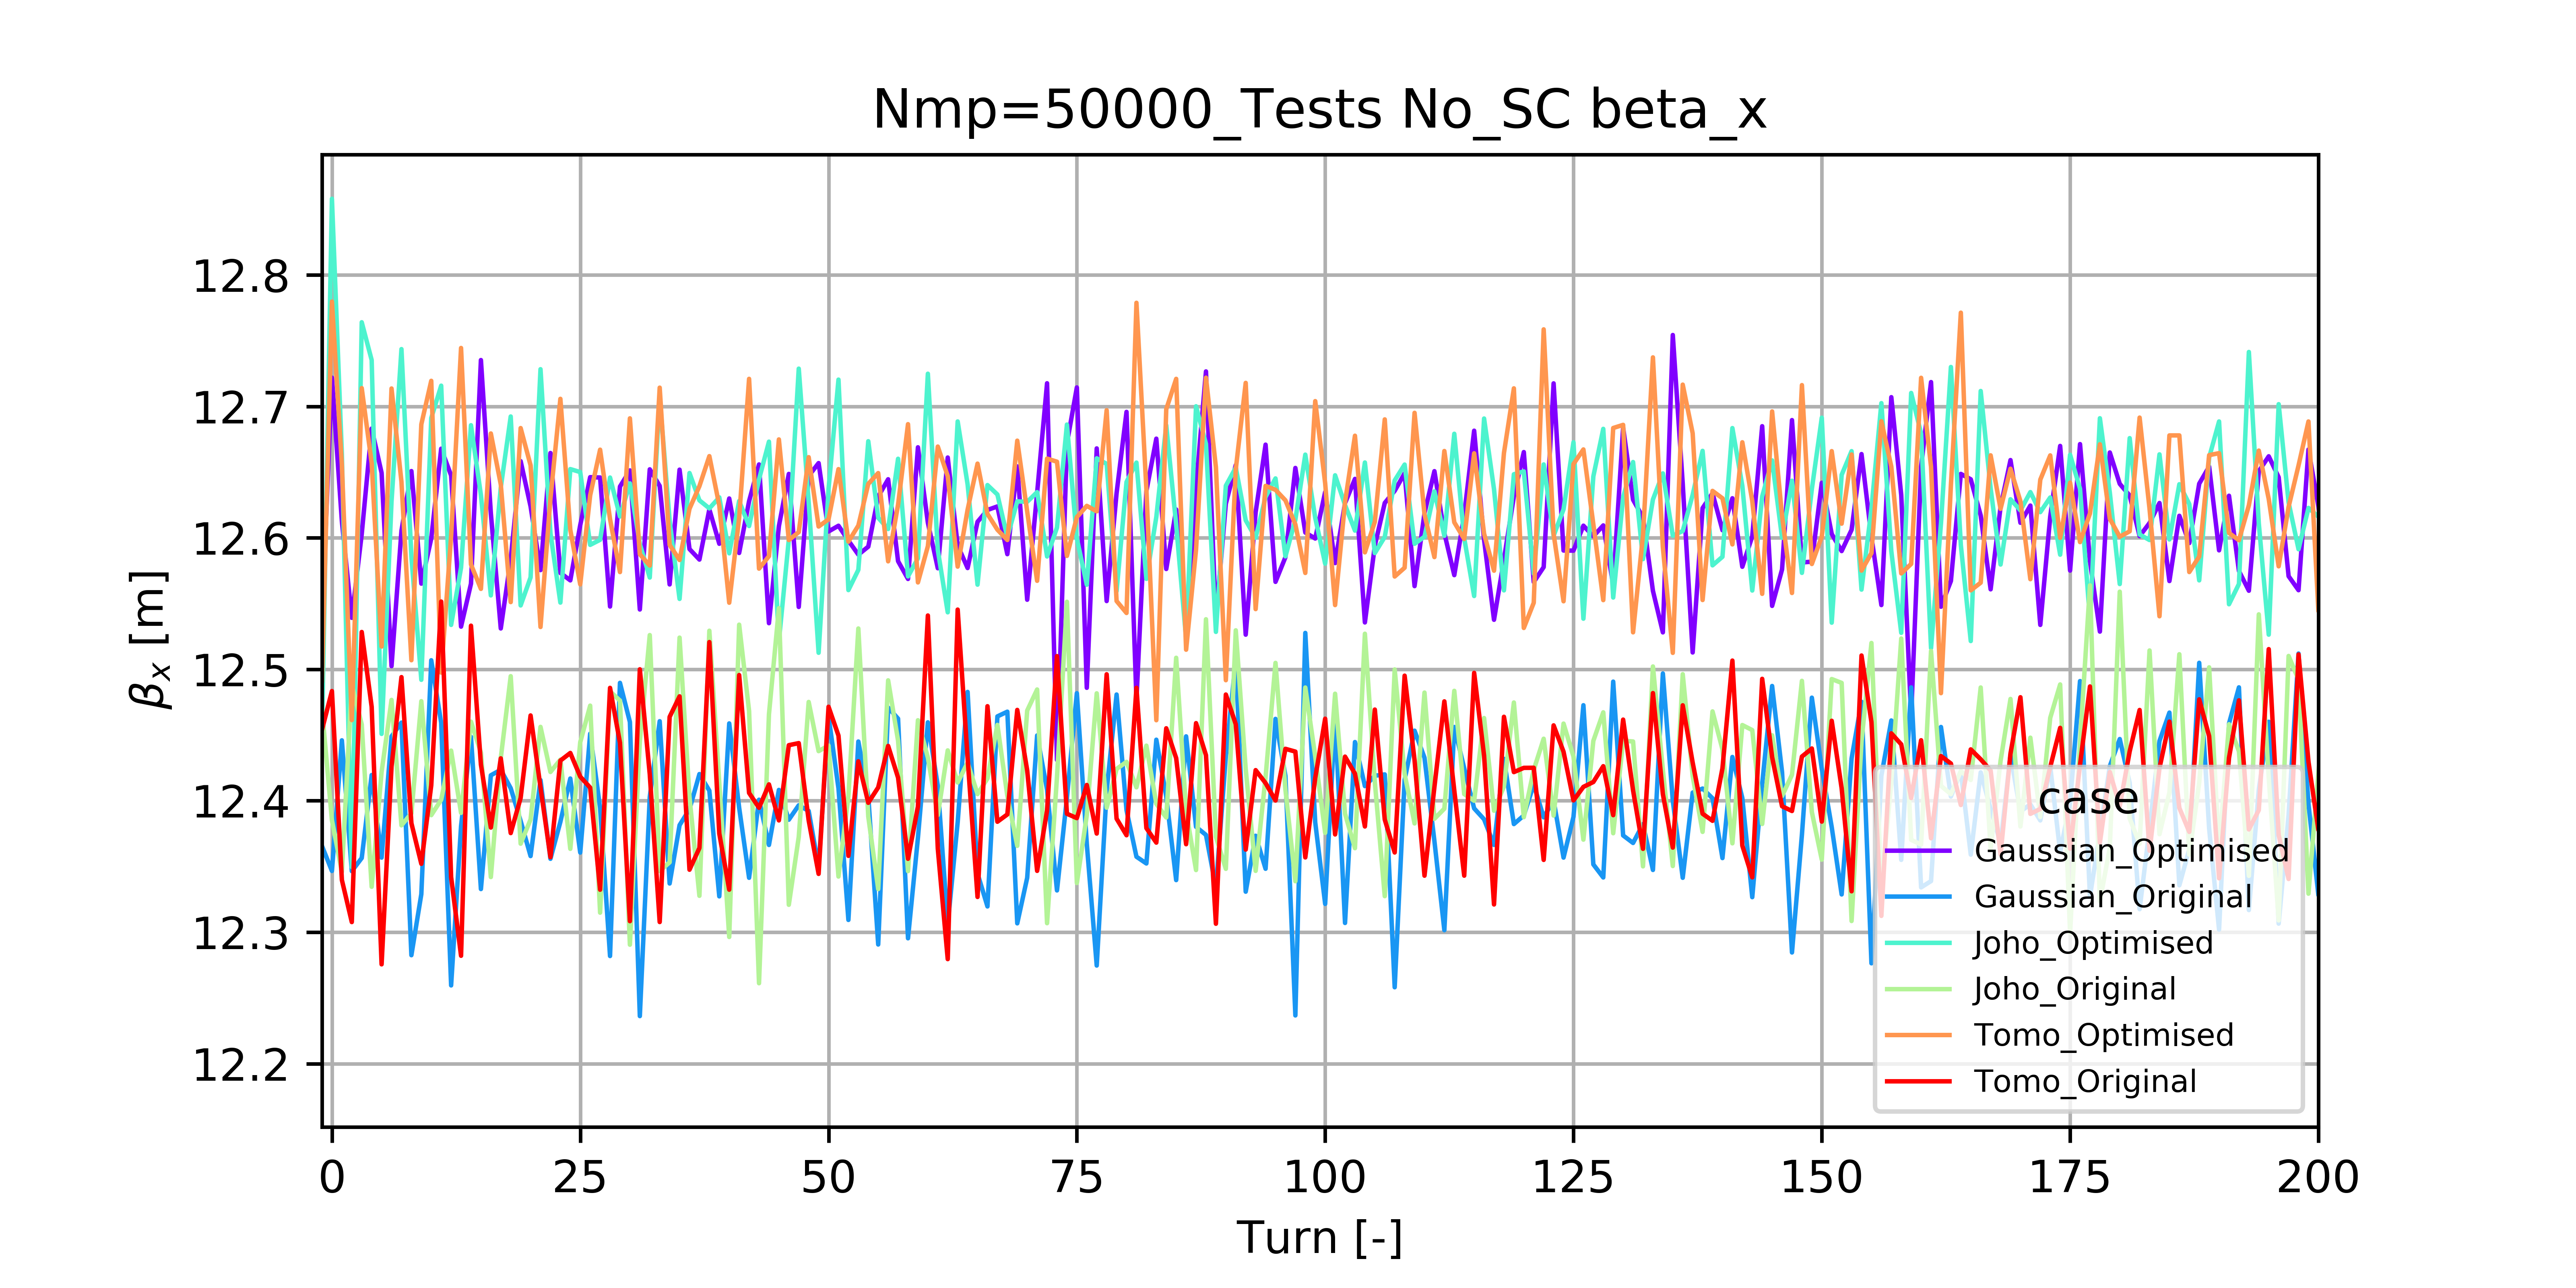 Nmp=50000_Tests No_SC beta_x
12.8
12.7
12.6
12.5
12.4
12.3
12.2
βx [m]
0 25 50 75 100 125 150 175 200
Turn [-]
case
Gaussian_Optimised
Gaussian_Original
Joho_Optimised
Joho_Original
Tomo_Optimised
Tomo_Original